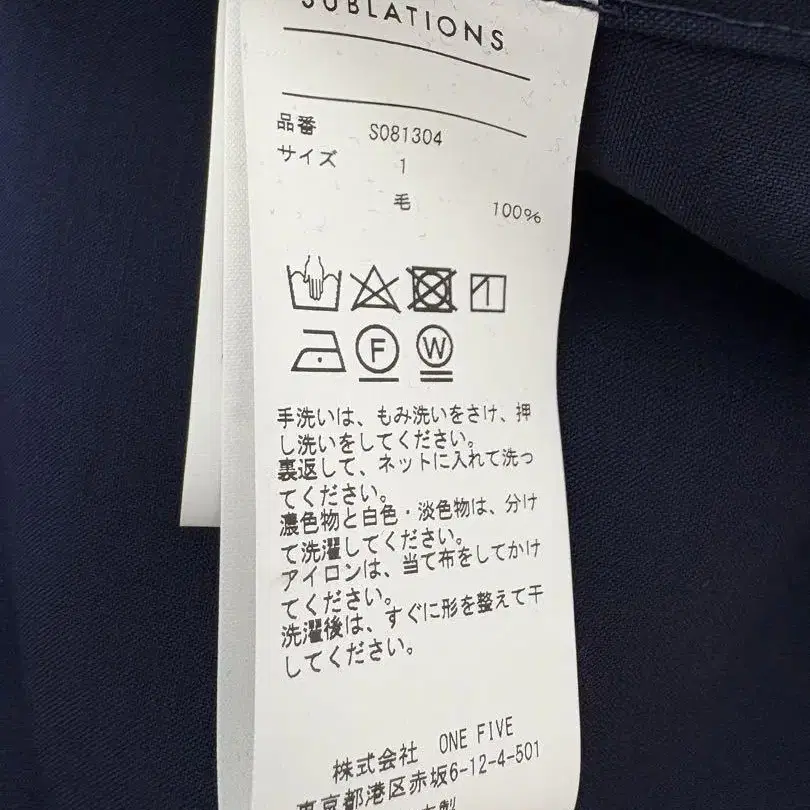 SUBLATIONS
品番 S081304
サイズ 1
毛 100%
F W
手洗いは、もみ洗いをさけ、押
し洗いをしてください。
裏返して、ネットに入れて洗っ
てください。
濃色物と白色・淡色物は、分け
て洗濯してください。
アイロンは、当て布をしてかけ
てください。
洗濯後は、すぐに形を整えて干
してください。
株式会社 ONE FIVE
東京都港区赤坂6-12-4-501